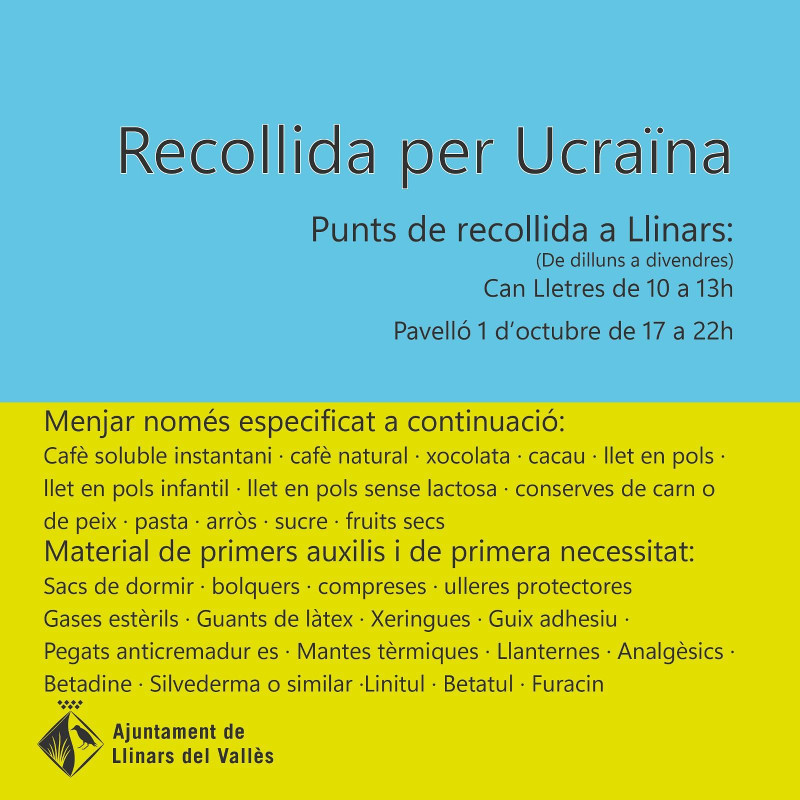 Recollida per Ucraïna
Punts de recollida a Llinars:
(De dilluns a divendres)
Can Lletres de 10 a 13h
Pavelló 1 d’octubre de 17 a 22h
Menjar només especificat a continuació:
Cafè soluble instantani · cafè natural · xocolata · cacau · llet en pols ·
llet en pols infantil · llet en pols sense lactosa · conserves de carn o
de peix · pasta · arròs · sucre · fruits secs
Material de primers auxilis i de primera necessitat:
Sacs de dormir · bolquers · compreses · ulleres protectores
Gases estèrils · Guants de làtex · Xeringues · Guix adhesiu ·
Pegats anticremadur es · Mantes tèrmiques · Llanternes · Analgèsics ·
Betadine · Silvederma o similar ·Linitul · Betatul · Furacin
Ajuntament de
Llinars del Vallès